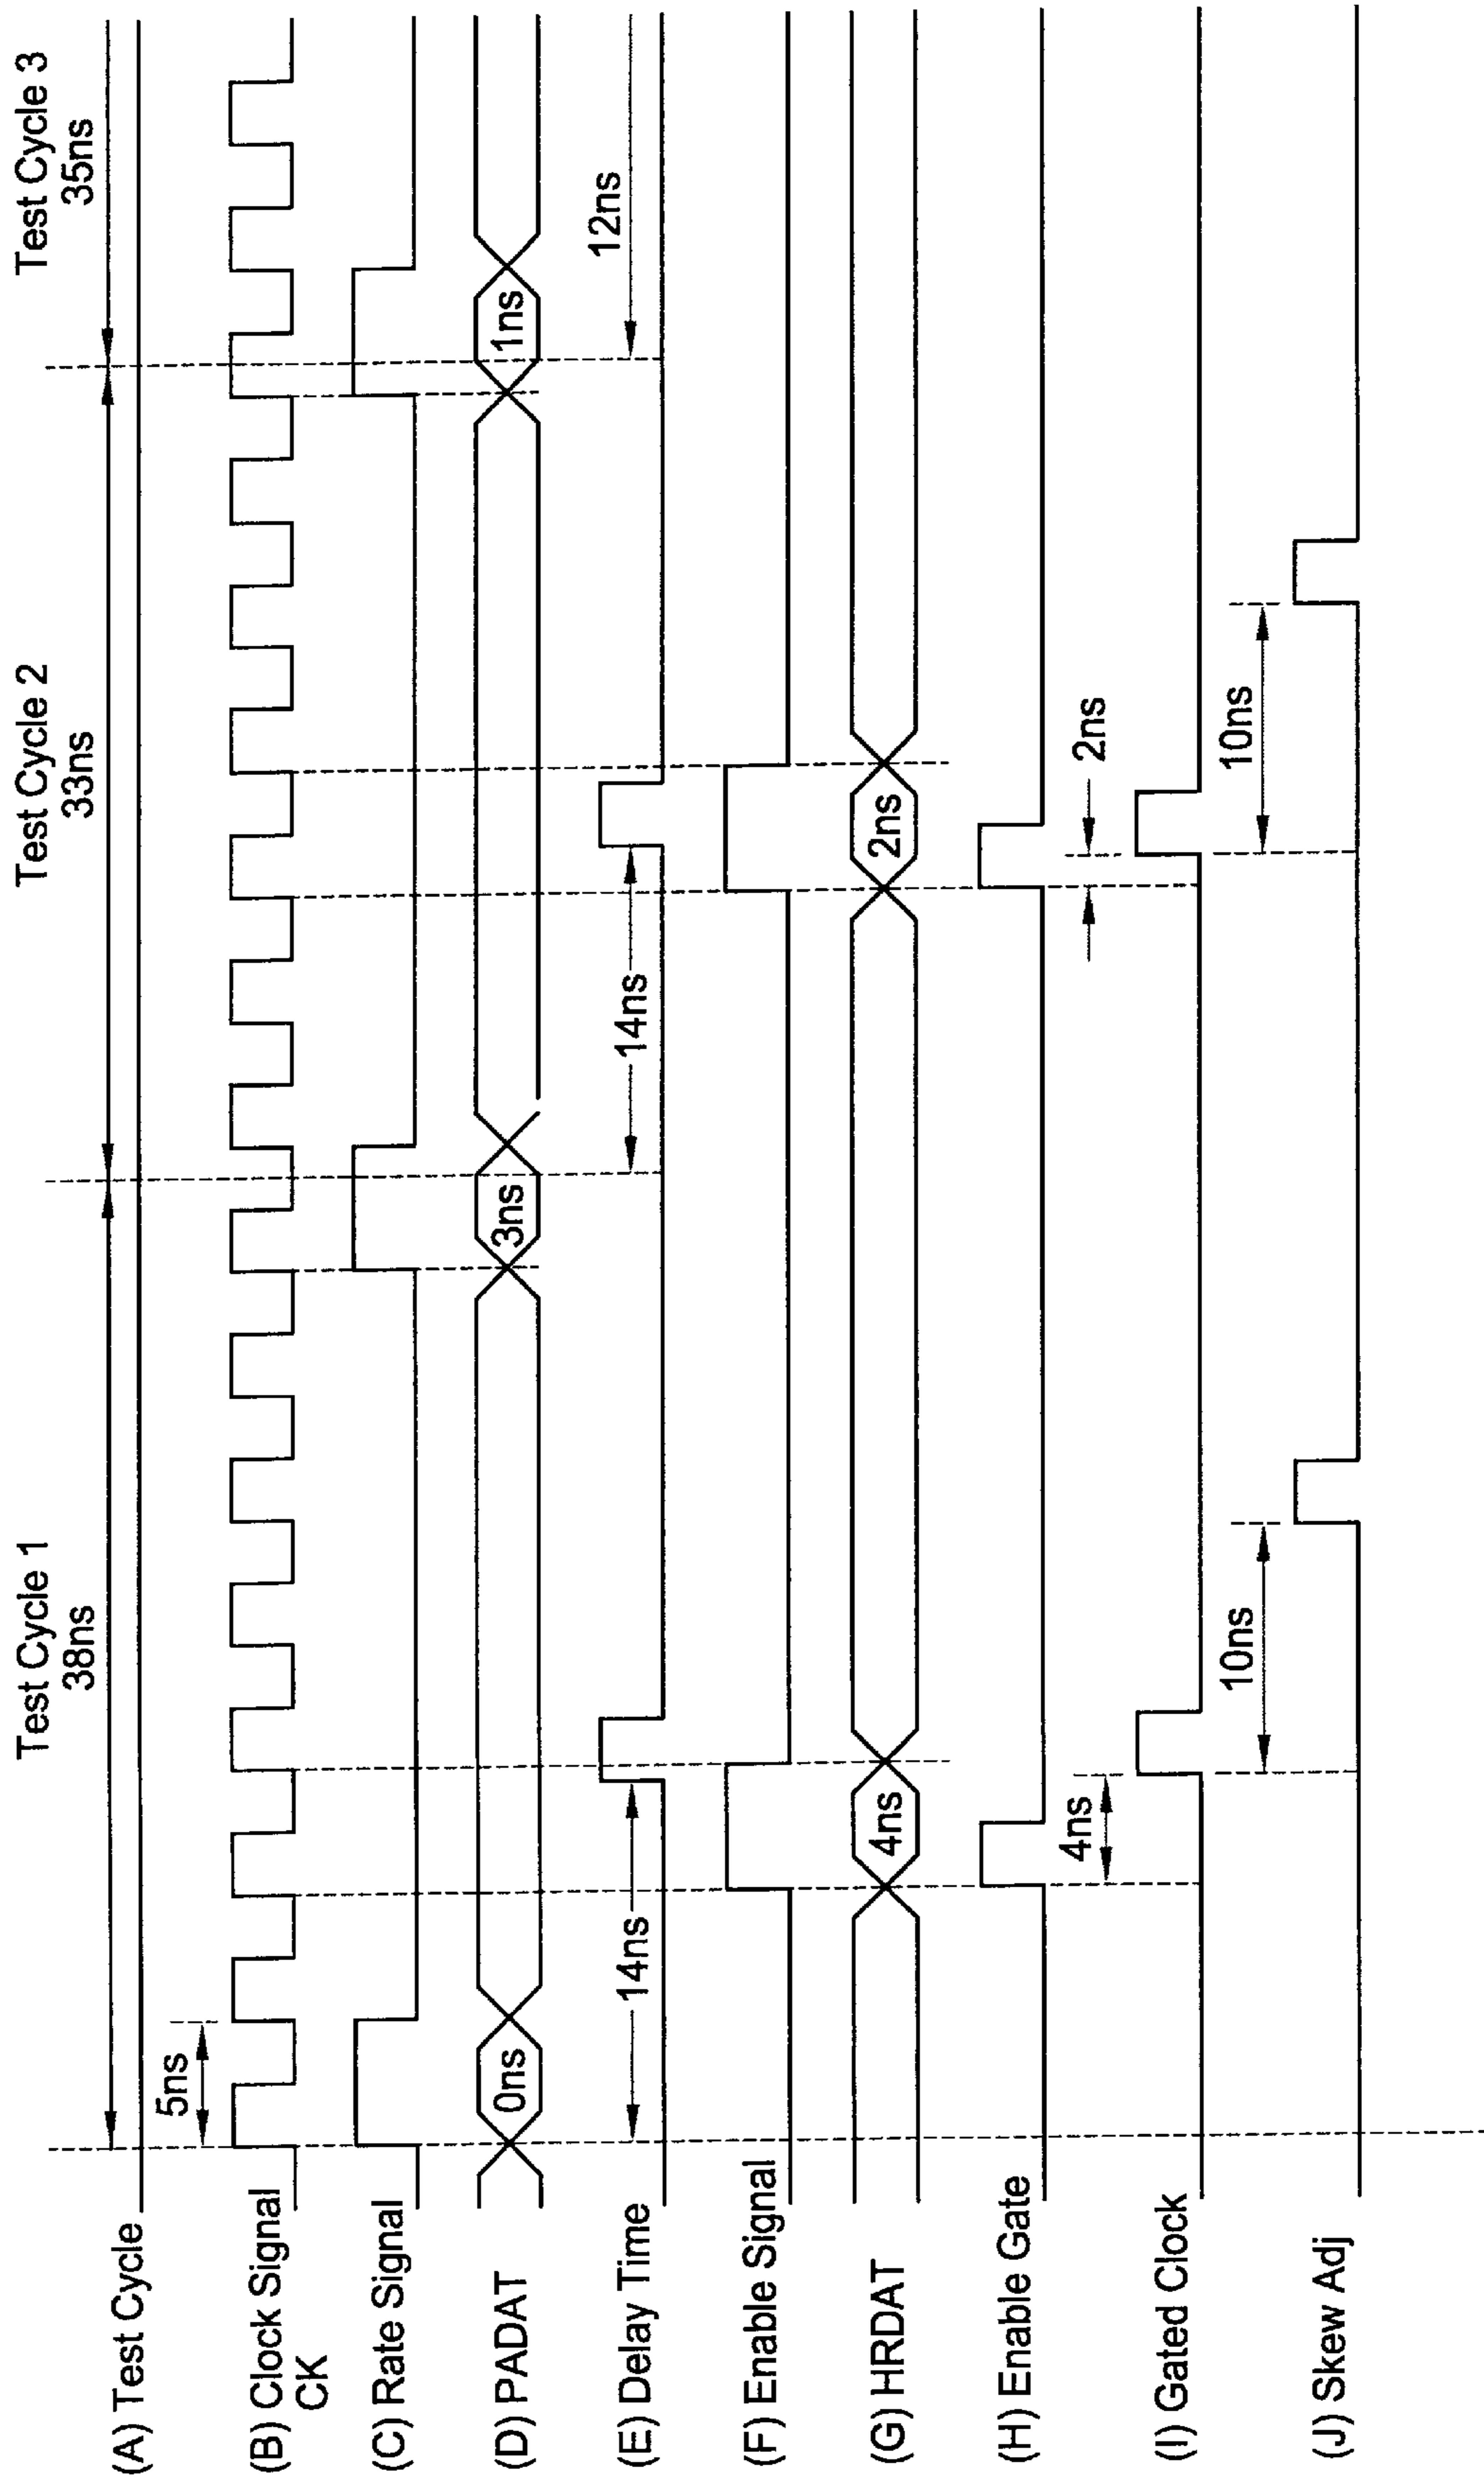 Test Cycle 1
38ns
Test Cycle 2
33ns
Test Cycle 3
35ns
(A) Test Cycle
5ns
(B) Clock Signal
CK
(C) Rate Signal
(D) PADAT
0ns
3ns
1ns
(E) Delay Time
14ns
14ns
12ns
(F) Enable Signal
(G) HRDAT
4ns
2ns
(H) Enable Gate
4ns
2ns
(I) Gated Clock
10ns
10ns
(J) Skew Adj